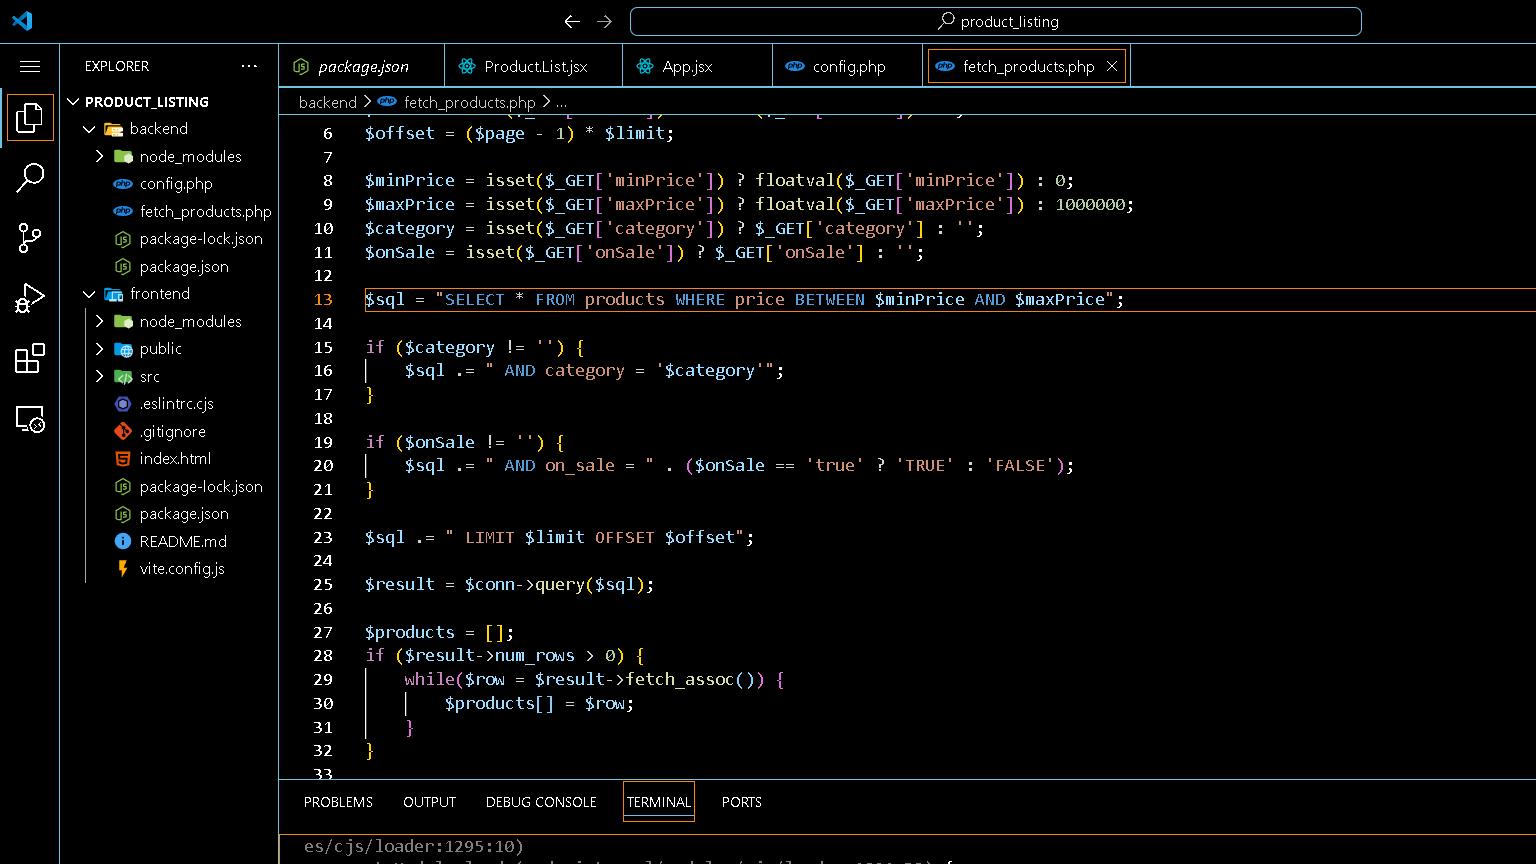 product_listing
EXPLORER ...
package.json Product.List.jsx App.jsx config.php fetch_products.php
PRODUCT_LISTING
backend
node_modules
config.php
fetch_products.php
package-lock.json
package.json
frontend
node_modules
public
src
.eslintrc.cjs
.gitignore
index.html
package-lock.json
package.json
README.md
vite.config.js
backend > fetch_products.php > ...
6 $offset = ($page - 1) * $limit;
7
8 $minPrice = isset($_GET['minPrice']) ? floatval($_GET['minPrice']) : 0;
9 $maxPrice = isset($_GET['maxPrice']) ? floatval($_GET['maxPrice']) : 1000000;
10 $category = isset($_GET['category']) ? $_GET['category'] : '';
11 $onSale = isset($_GET['onSale']) ? $_GET['onSale'] : '';
12
13 $sql = "SELECT * FROM products WHERE price BETWEEN $minPrice AND $maxPrice";
14
15 if ($category != '') {
16 $sql .= " AND category = '$category'";
17 }
18
19 if ($onSale != '') {
20 $sql .= " AND on_sale = " . ($onSale == 'true' ? 'TRUE' : 'FALSE');
21 }
22
23 $sql .= " LIMIT $limit OFFSET $offset";
24
25 $result = $conn->query($sql);
26
27 $products = [];
28 if ($result->num_rows > 0) {
29 while($row = $result->fetch_assoc()) {
30 $products[] = $row;
31 }
32 }
33
PROBLEMS OUTPUT DEBUG CONSOLE TERMINAL PORTS
es/cjs/loader:1295:10)